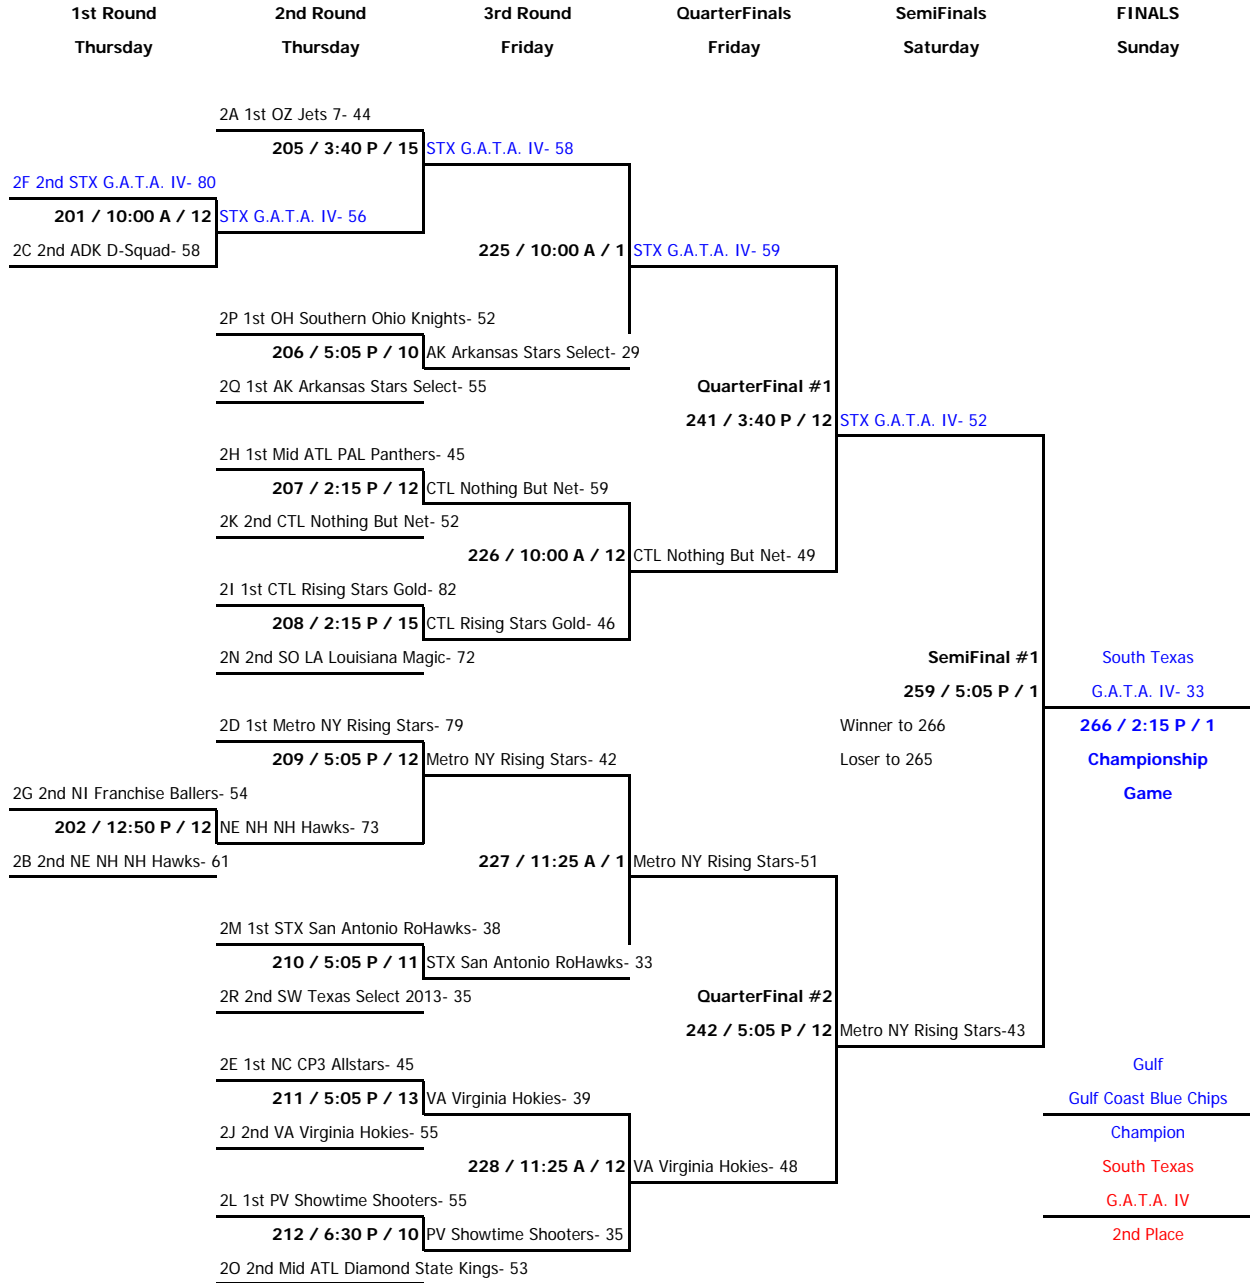 1st Round 2nd Round 3rd Round QuarterFinals SemiFinals FINALS
Thursday Thursday Friday Friday Saturday Sunday
2A 1st OZ Jets 7- 44
205 / 3:40 P / 15 STX G.A.T.A. IV- 58
2F 2nd STX G.A.T.A. IV- 80
201 / 10:00 A / 12 STX G.A.T.A. IV- 56
2C 2nd ADK D-Squad- 58 225 / 10:00 A / 1 STX G.A.T.A. IV- 59
2P 1st OH Southern Ohio Knights- 52
206 / 5:05 P / 10 AK Arkansas Stars Select- 29
2Q 1st AK Arkansas Stars Select- 55 QuarterFinal #1
241 / 3:40 P / 12 STX G.A.T.A. IV- 52
2H 1st Mid ATL PAL Panthers- 45
207 / 2:15 P / 12 CTL Nothing But Net- 59
2K 2nd CTL Nothing But Net- 52
226 / 10:00 A / 12 CTL Nothing But Net- 49
2I 1st CTL Rising Stars Gold- 82
208 / 2:15 P / 15 CTL Rising Stars Gold- 46
2N 2nd SO LA Louisiana Magic- 72 SemiFinal #1 South Texas
259 / 5:05 P / 1 G.A.T.A. IV- 33
2D 1st Metro NY Rising Stars- 79 Winner to 266 266 / 2:15 P / 1
209 / 5:05 P / 12 Metro NY Rising Stars- 42 Loser to 265 Championship
2G 2nd NI Franchise Ballers- 54 Game
202 / 12:50 P / 12 NE NH NH Hawks- 73
2B 2nd NE NH NH Hawks- 61 227 / 11:25 A / 1 Metro NY Rising Stars-51
2M 1st STX San Antonio RoHawks- 38
210 / 5:05 P / 11 STX San Antonio RoHawks- 33
2R 2nd SW Texas Select 2013- 35 QuarterFinal #2
242 / 5:05 P / 12 Metro NY Rising Stars-43
2E 1st NC CP3 Allstars- 45 Gulf
211 / 5:05 P / 13 VA Virginia Hokies- 39 Gulf Coast Blue Chips
2J 2nd VA Virginia Hokies- 55 Champion
228 / 11:25 A / 12 VA Virginia Hokies- 48 South Texas
2L 1st PV Showtime Shooters- 55 G.A.T.A. IV
212 / 6:30 P / 10 PV Showtime Shooters- 35 2nd Place
2O 2nd Mid ATL Diamond State Kings- 53